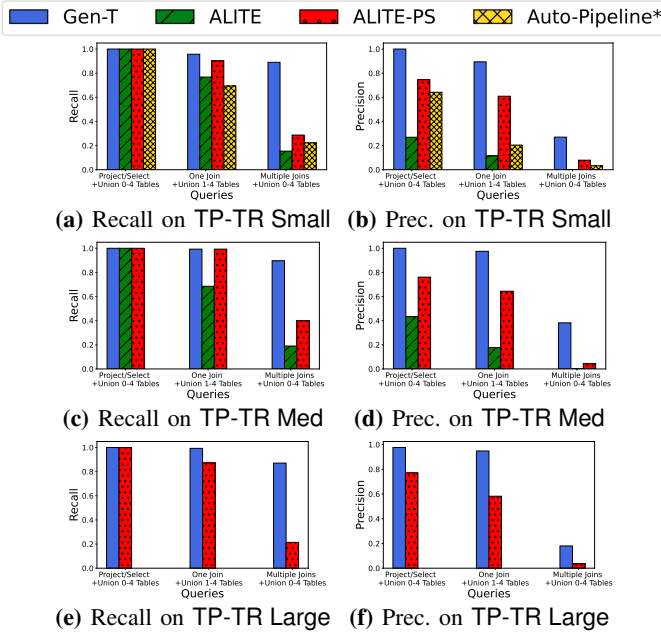 Gen-T ALITE ALITE-PS Auto-Pipeline*
Recall
1.0
0.8
0.6
0.4
0.2
0.0
Project/Select
+Union 0-4 Tables
One Join
+Union 1-4 Tables
Multiple Joins
+Union 0-4 Tables
Queries
(a) Recall on TP-TR Small
Precision
1.0
0.8
0.6
0.4
0.2
0.0
Project/Select
+Union 0-4 Tables
One Join
+Union 1-4 Tables
Multiple Joins
+Union 0-4 Tables
Queries
(b) Prec. on TP-TR Small
Recall
1.0
0.8
0.6
0.4
0.2
0.0
Project/Select
+Union 0-4 Tables
One Join
+Union 1-4 Tables
Multiple Joins
+Union 0-4 Tables
Queries
(c) Recall on TP-TR Med
Precision
1.0
0.8
0.6
0.4
0.2
0.0
Project/Select
+Union 0-4 Tables
One Join
+Union 1-4 Tables
Multiple Joins
+Union 0-4 Tables
Queries
(d) Prec. on TP-TR Med
Recall
1.0
0.8
0.6
0.4
0.2
0.0
Project/Select
+Union 0-4 Tables
One Join
+Union 1-4 Tables
Multiple Joins
+Union 0-4 Tables
Queries
(e) Recall on TP-TR Large
Precision
1.0
0.8
0.6
0.4
0.2
0.0
Project/Select
+Union 0-4 Tables
One Join
+Union 1-4 Tables
Multiple Joins
+Union 0-4 Tables
Queries
(f) Prec. on TP-TR Large